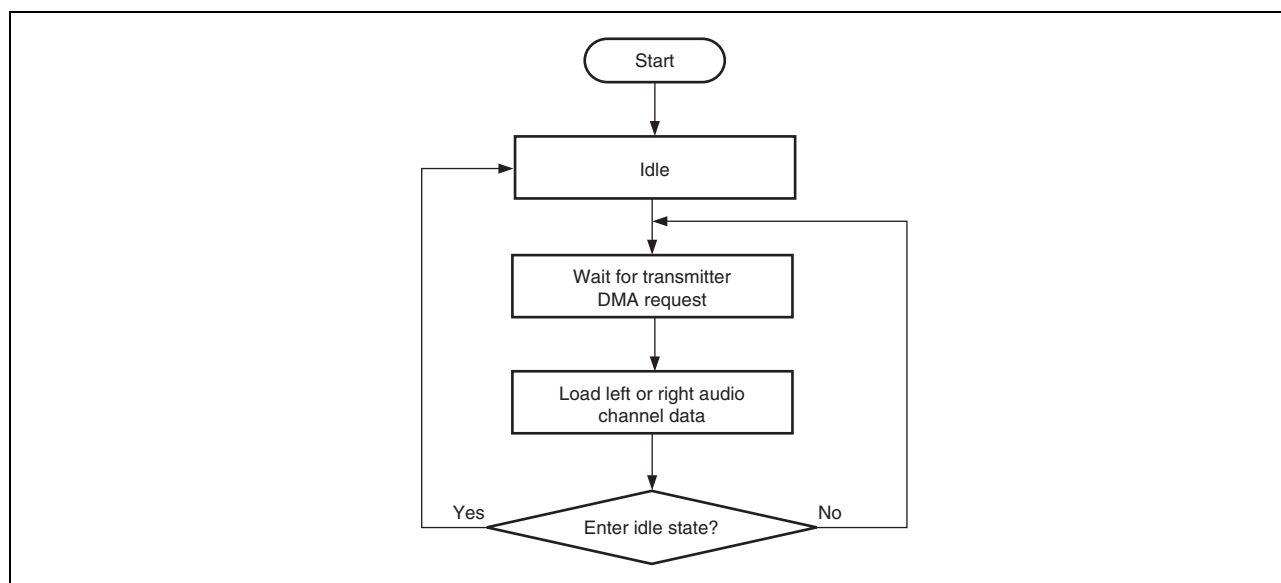 Start
Idle
Wait for transmitter
DMA request
Load left or right audio
channel data
Yes
Enter idle state?
No